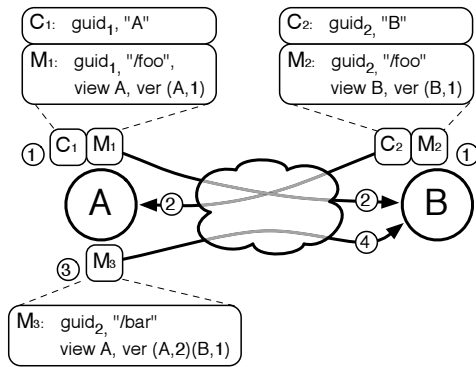 C1: guid1, "A"
M1: guid1, "/foo",
view A, ver (A,1)
C2: guid2, "B"
M2: guid2, "/foo"
view B, ver (B,1)
1 C1 M1
C2 M2 1
A 2 2 B
3 M3 4
M3: guid2, "/bar"
view A, ver (A,2)(B,1)